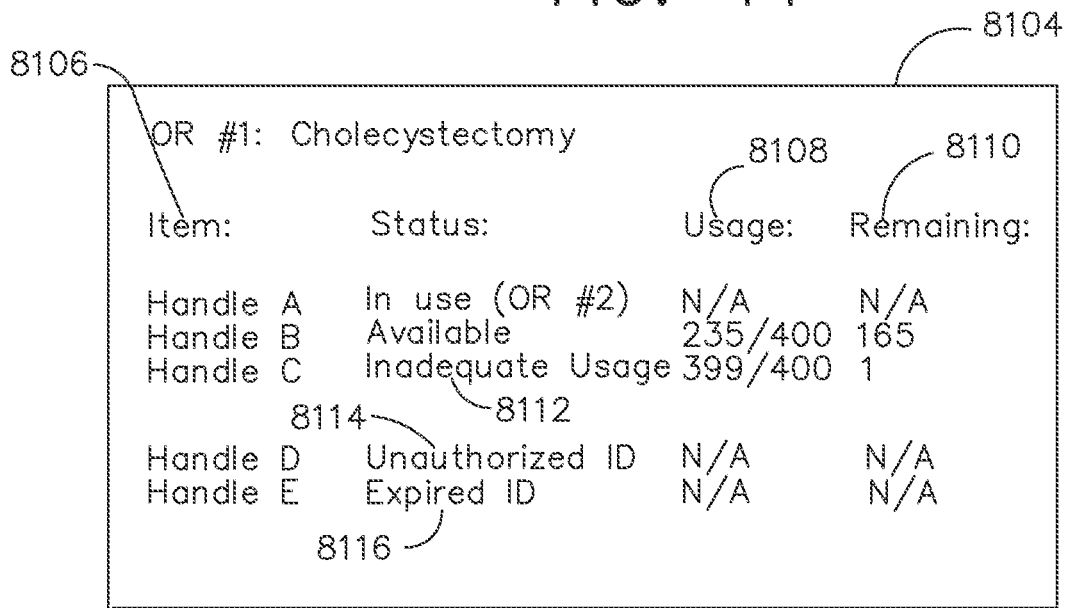 8104
8106
OR #1: Cholecystectomy
8108 8110
Item: Status: Usage: Remaining:
Handle A In use (OR #2) N/A N/A
Handle B Available 235/400 165
Handle C Inadequate Usage 399/400 1
8114 8112
Handle D Unauthorized ID N/A N/A
Handle E Expired ID N/A N/A
8116